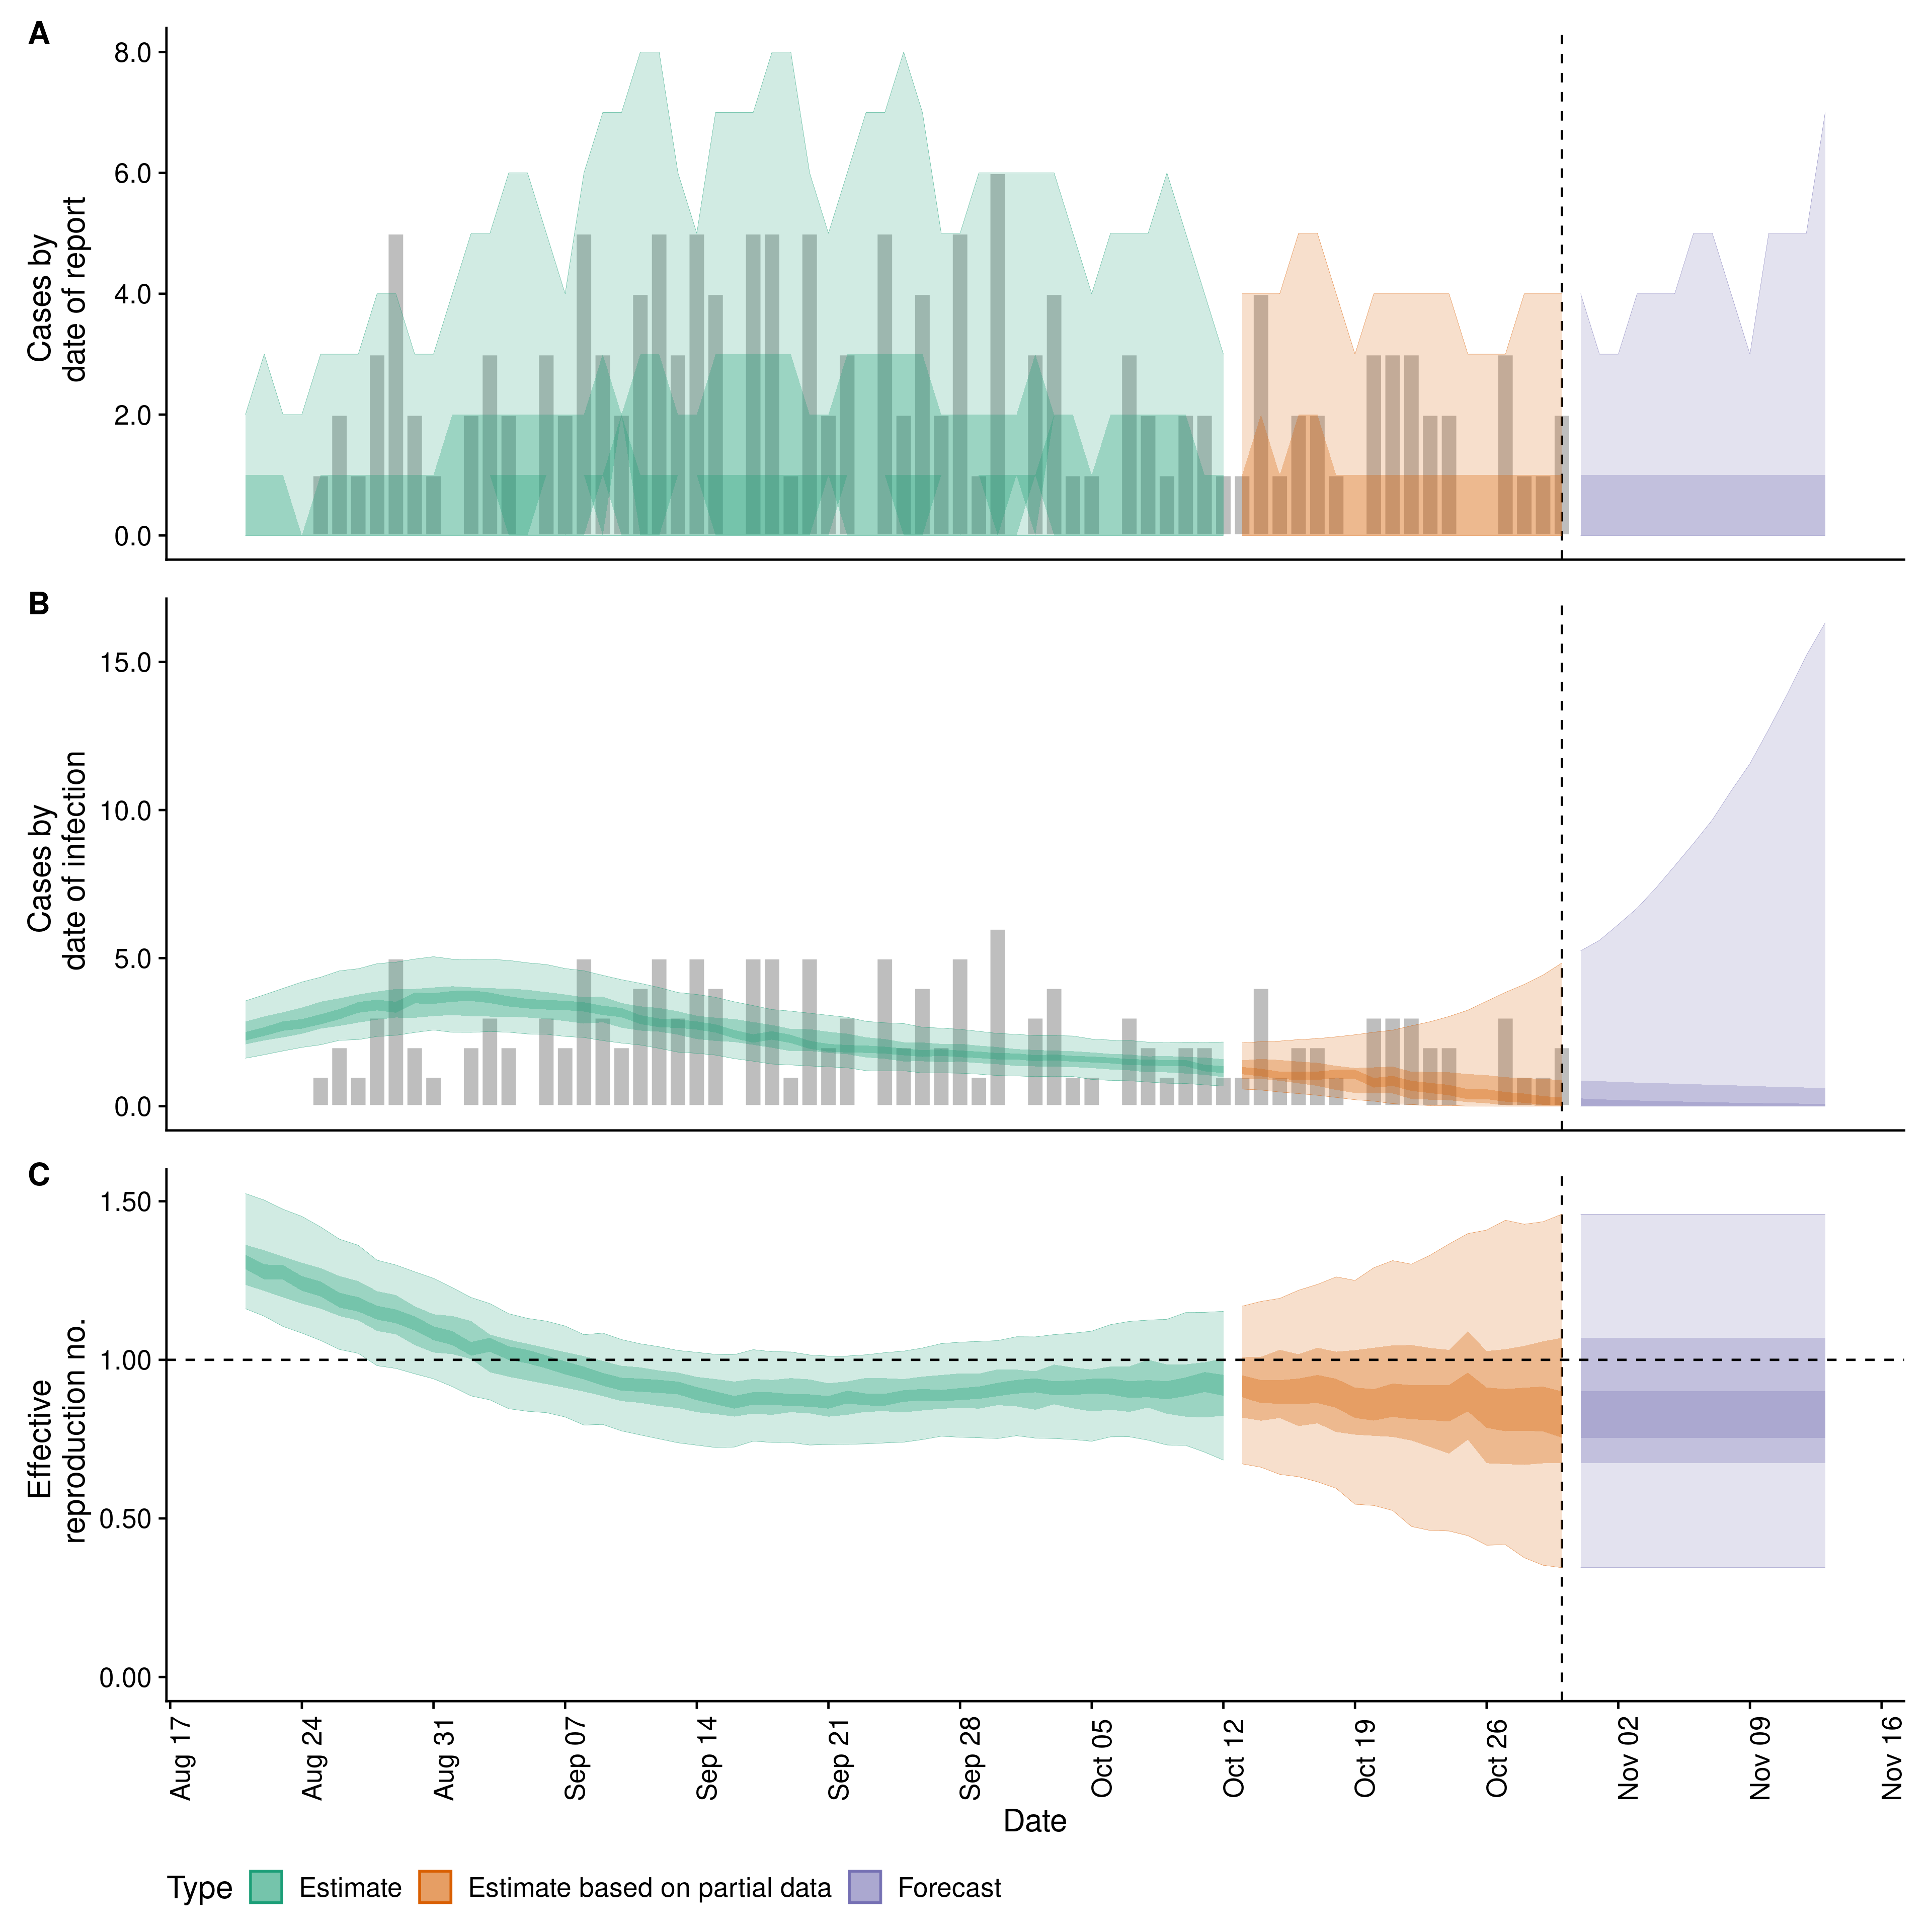 A
8.0
6.0
4.0
2.0
0.0
Cases by
date of report
B
15.0
10.0
5.0
0.0
Cases by
date of infection
C
1.50
1.00
0.50
0.00
Effective
reproduction no.
Aug 17
Aug 24
Aug 31
Sep 07
Sep 14
Sep 21
Sep 28
Oct 05
Oct 12
Oct 19
Oct 26
Nov 02
Nov 09
Nov 16
Date
Type Estimate Estimate based on partial data Forecast